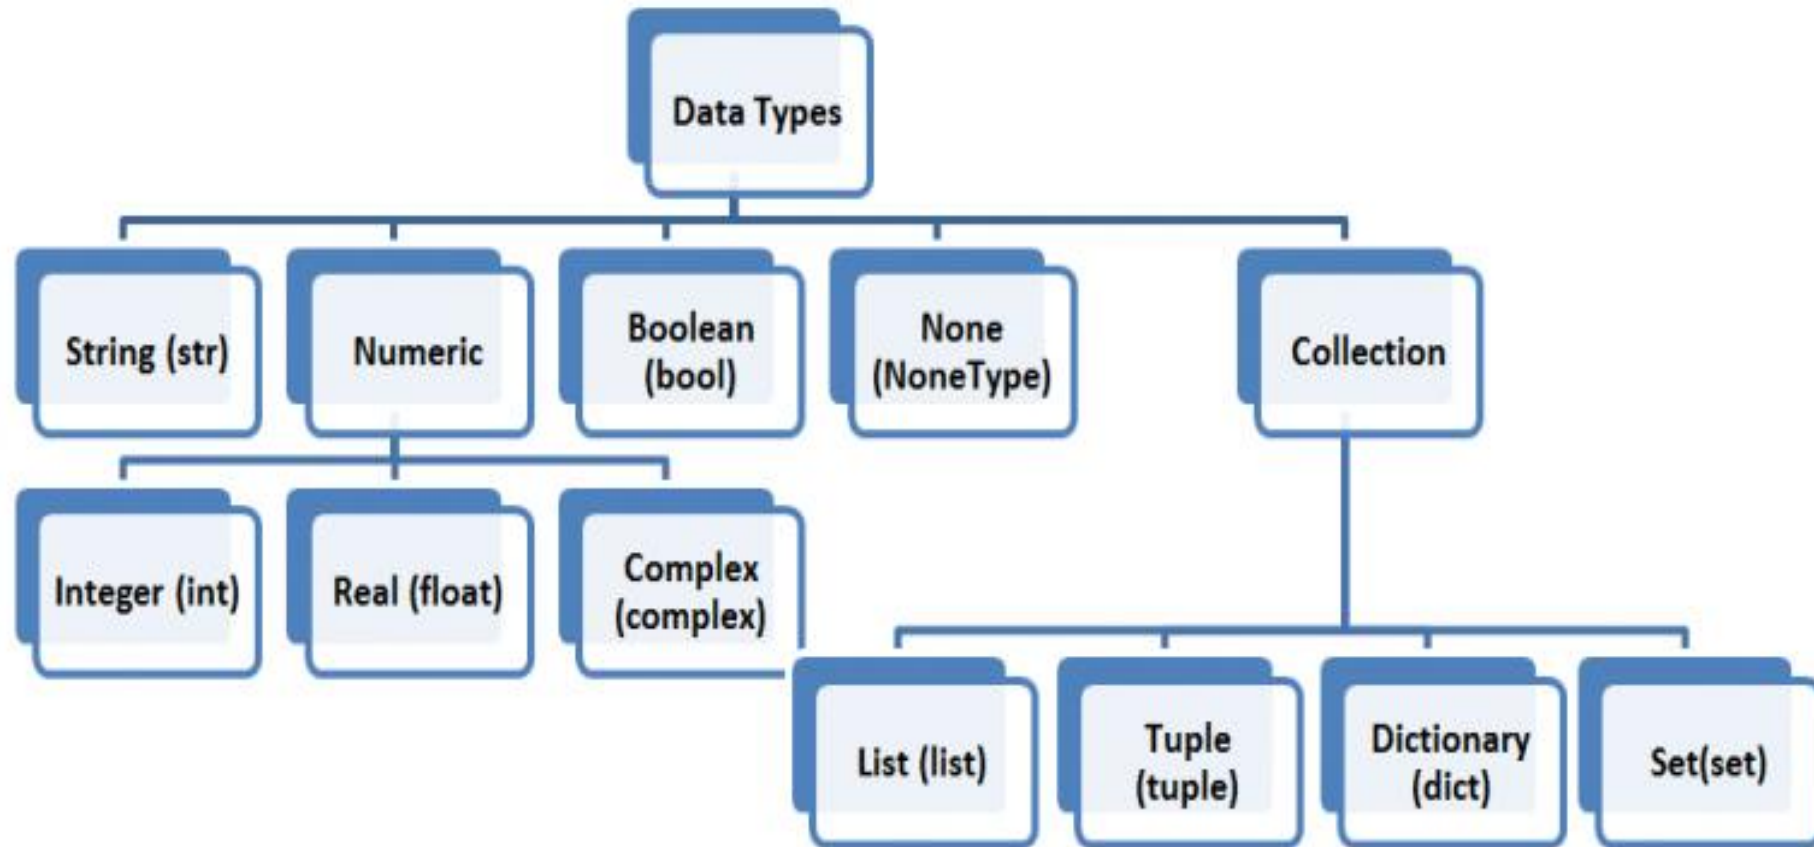 Data Types
String (str)
Numeric
Boolean
(bool)
None
(NoneType)
Collection
Integer (int)
Real (float)
Complex
(complex)
List (list)
Tuple
(tuple)
Dictionary
(dict)
Set(set)